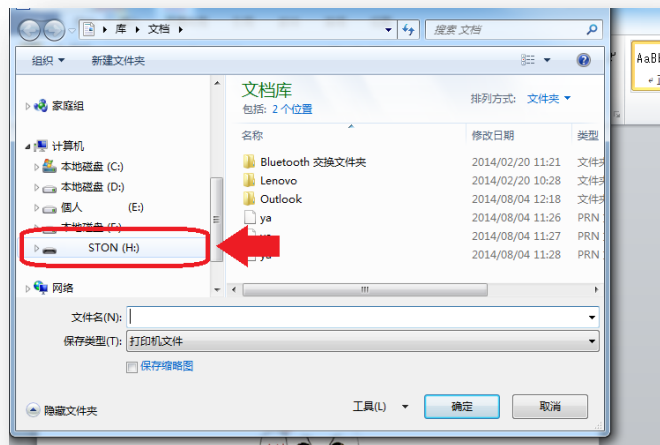 库 ▸ 文档 ▸
搜索 文档
组织 新建文件夹
文档库
包括: 2 个位置
排列方式: 文件夹
名称 修改日期 类型
家庭组
计算机
本地磁盘 (C:)
本地磁盘 (D:)
個人 (E:)
本地磁盘 (F:)
STON (H:)
网络
Bluetooth 交换文件夹 2014/02/20 11:21 文件夹
Lenovo 2014/02/20 10:28 文件夹
Outlook 2014/08/04 12:18 文件夹
ya 2014/08/04 11:26 PRN
ya 2014/08/04 11:27 PRN
ya 2014/08/04 11:28 PRN
文件名(N):
保存类型(T): 打印机文件
保存缩略图
隐藏文件夹
工具(L) 确定 取消
AaBb